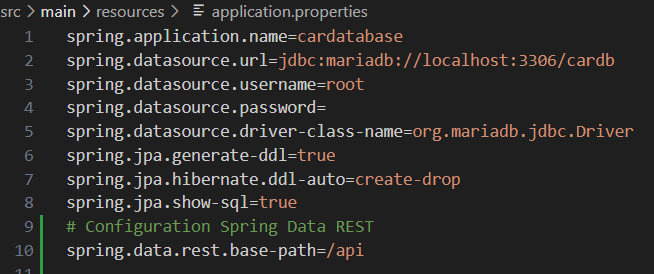 src > main > resources > application.properties
1 spring.application.name=cardatabase
2 spring.datasource.url=jdbc:mariadb://localhost:3306/cardb
3 spring.datasource.username=root
4 spring.datasource.password=
5 spring.datasource.driver-class-name=org.mariadb.jdbc.Driver
6 spring.jpa.generate-ddl=true
7 spring.jpa.hibernate.ddl-auto=create-drop
8 spring.jpa.show-sql=true
9 # Configuration Spring Data REST
10 spring.data.rest.base-path=/api
11